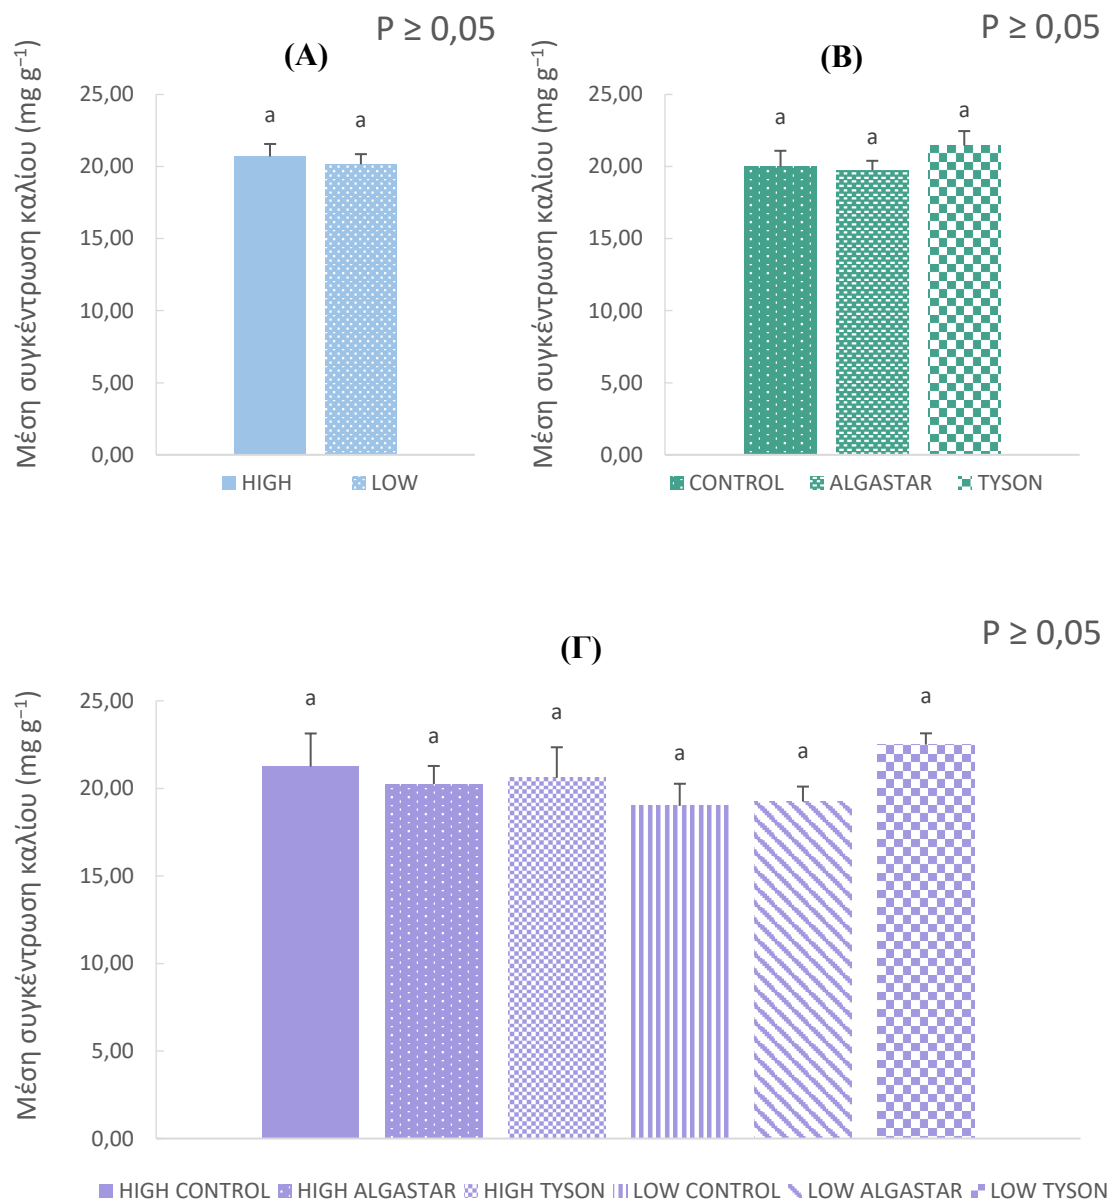 P ≥ 0,05
(A)
Μέση συγκέντρωση καλίου (mg g⁻¹)
25,00
20,00
15,00
10,00
5,00
0,00
a
a
HIGH
LOW
P ≥ 0,05
(B)
Μέση συγκέντρωση καλίου (mg g⁻¹)
25,00
20,00
15,00
10,00
5,00
0,00
a
a
a
CONTROL
ALGASTAR
TYSON
P ≥ 0,05
(Γ)
Μέση συγκέντρωση καλίου (mg g⁻¹)
25,00
20,00
15,00
10,00
5,00
0,00
a
a
a
a
a
a
HIGH CONTROL
HIGH ALGASTAR
HIGH TYSON
LOW CONTROL
LOW ALGASTAR
LOW TYSON